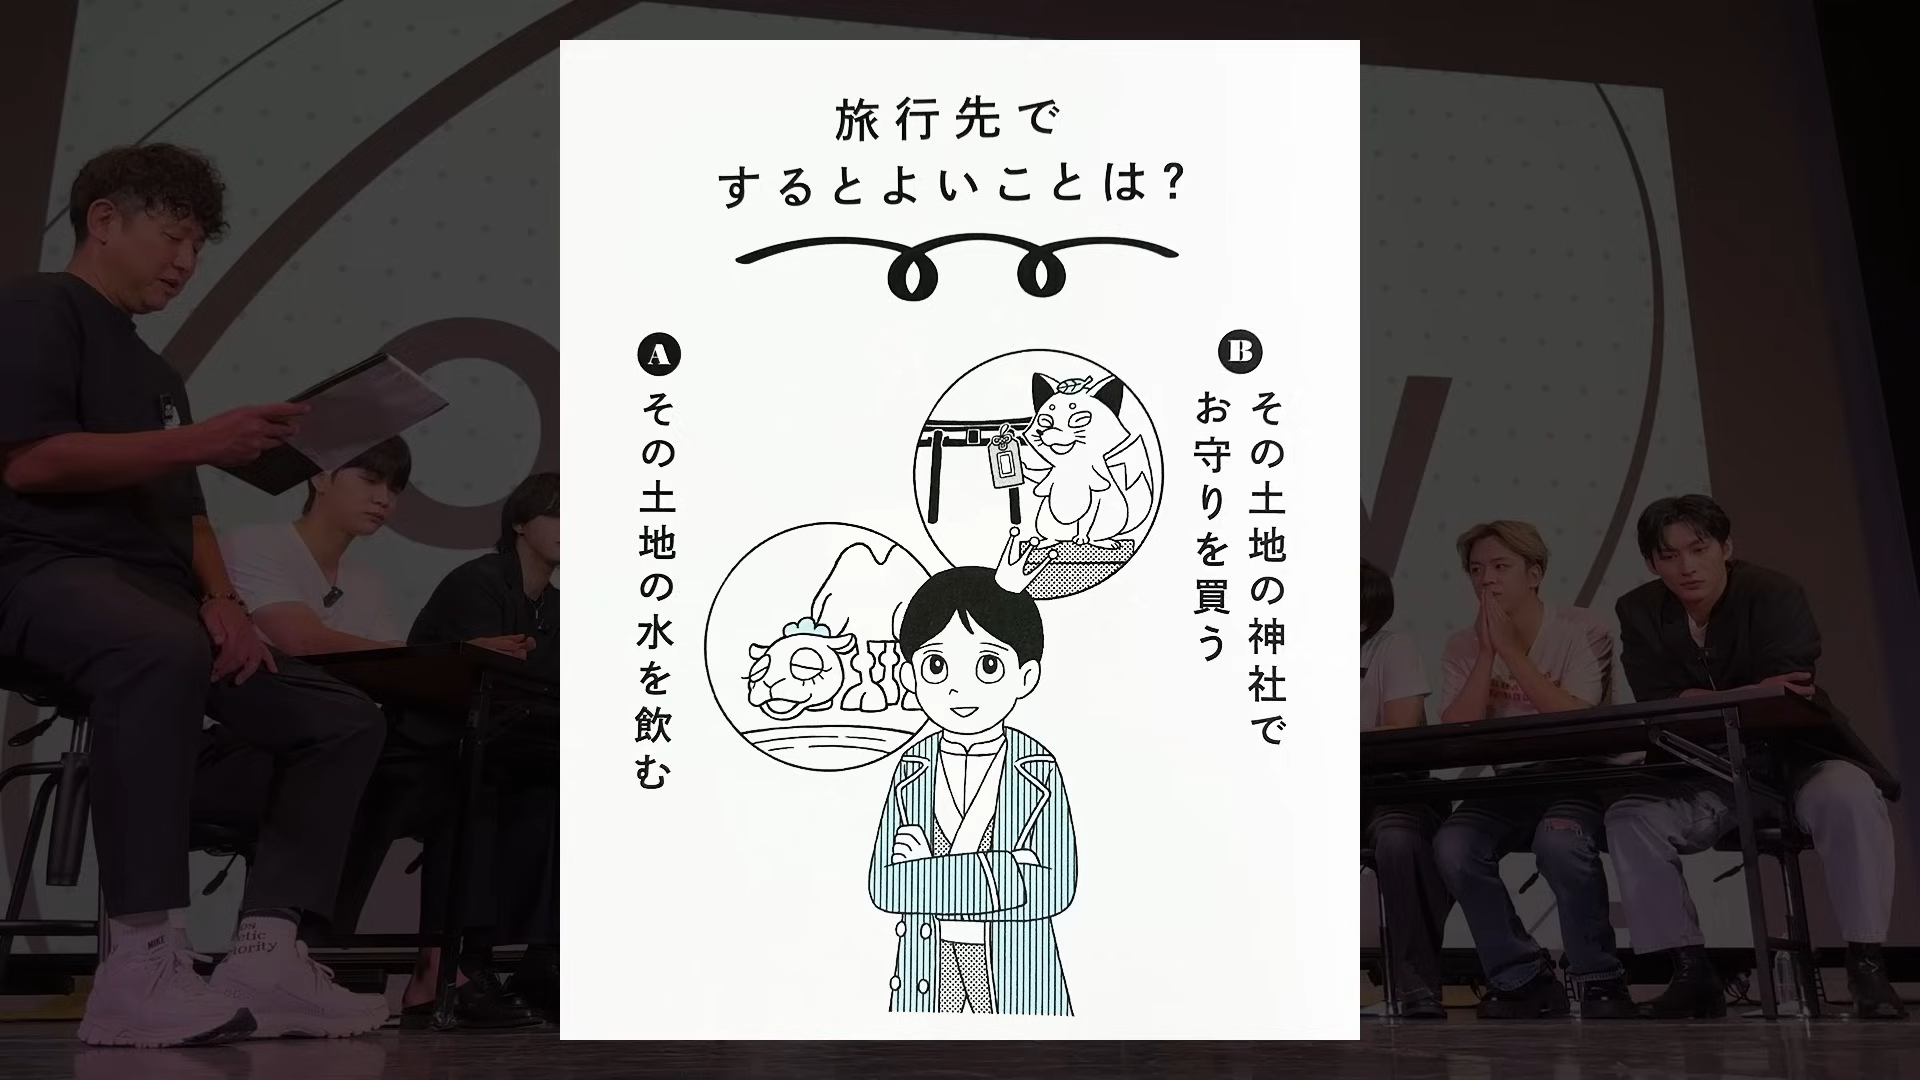 旅行先で
するとよいことは？
A
その土地の水を飲む
B
その土地の神社で
お守りを買う
NIKE